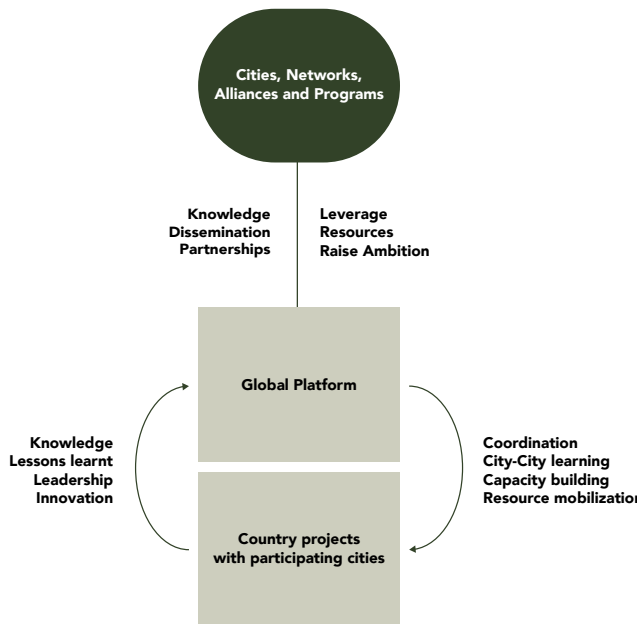 Cities, Networks,
Alliances and Programs
Knowledge
Dissemination
Partnerships
Leverage
Resources
Raise Ambition
Global Platform
Knowledge
Lessons learnt
Leadership
Innovation
Coordination
City-City learning
Capacity building
Resource mobilization
Country projects
with participating cities